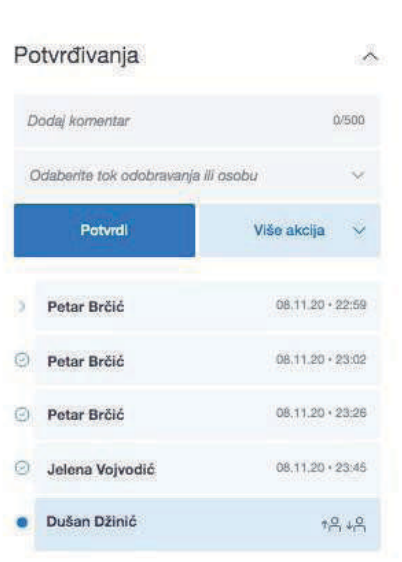 Potvrđivanja
Dodaj komentar 0/500
Odaberite tok odobravanja ili osobu
Potvrdi Više akcija
Petar Brčić 08.11.20 • 22:59
Petar Brčić 08.11.20 • 23:02
Petar Brčić 08.11.20 • 23:26
Jelena Vojvodić 08.11.20 • 23:45
Dušan Džinić